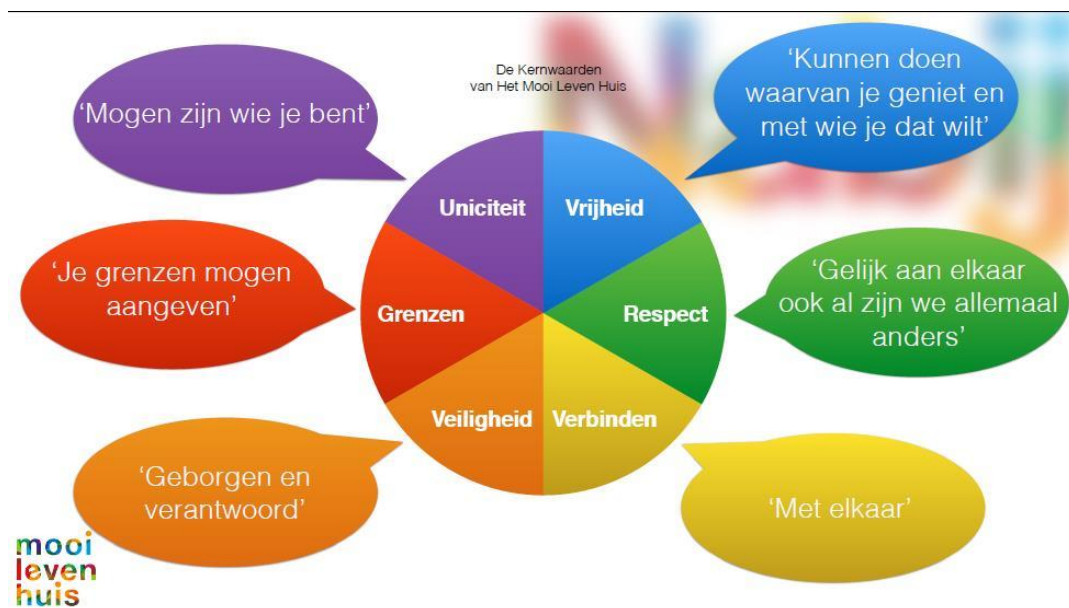 De Kernwaarden
van Het Mooi Leven Huis
‘Mogen zijn wie je bent’
‘Kunnen doen
waarvan je geniet en
met wie je dat wilt’
Uniciteit
Vrijheid
‘Je grenzen mogen
aangeven’
Grenzen
Respect
‘Gelijk aan elkaar
ook al zijn we allemaal
anders’
Veiligheid
Verbinden
‘Geborgen en
verantwoord’
‘Met elkaar’
mooi
leven
huis